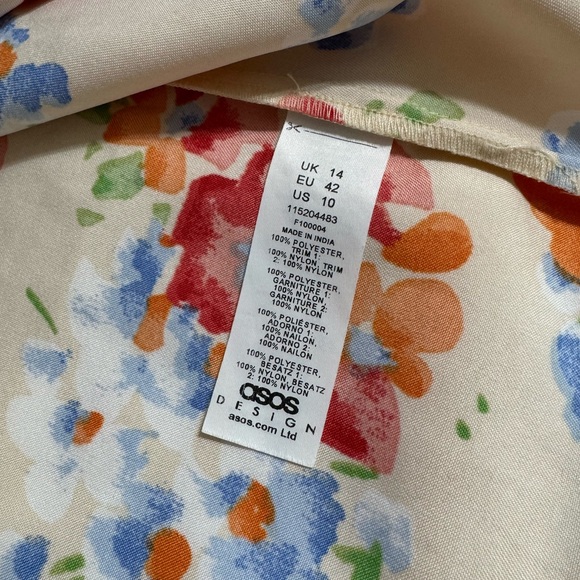 UK 14
EU 42
US 10
115204483
F100004
MADE IN INDIA
100% POLYESTER,
TRIM 1:
100% NYLON, TRIM
2: 100% NYLON
100% POLYESTER,
GARNITURE 1:
100% NYLON,
GARNITURE 2:
100% NYLON
100% POLIÉSTER,
ADORNO 1:
100% NAILON,
ADORNO 2:
100% NAILON
100% POLYESTER,
BESATZ 1:
100% NYLON, BESATZ
2: 100% NYLON
asos
DESIGN
asos.com Ltd